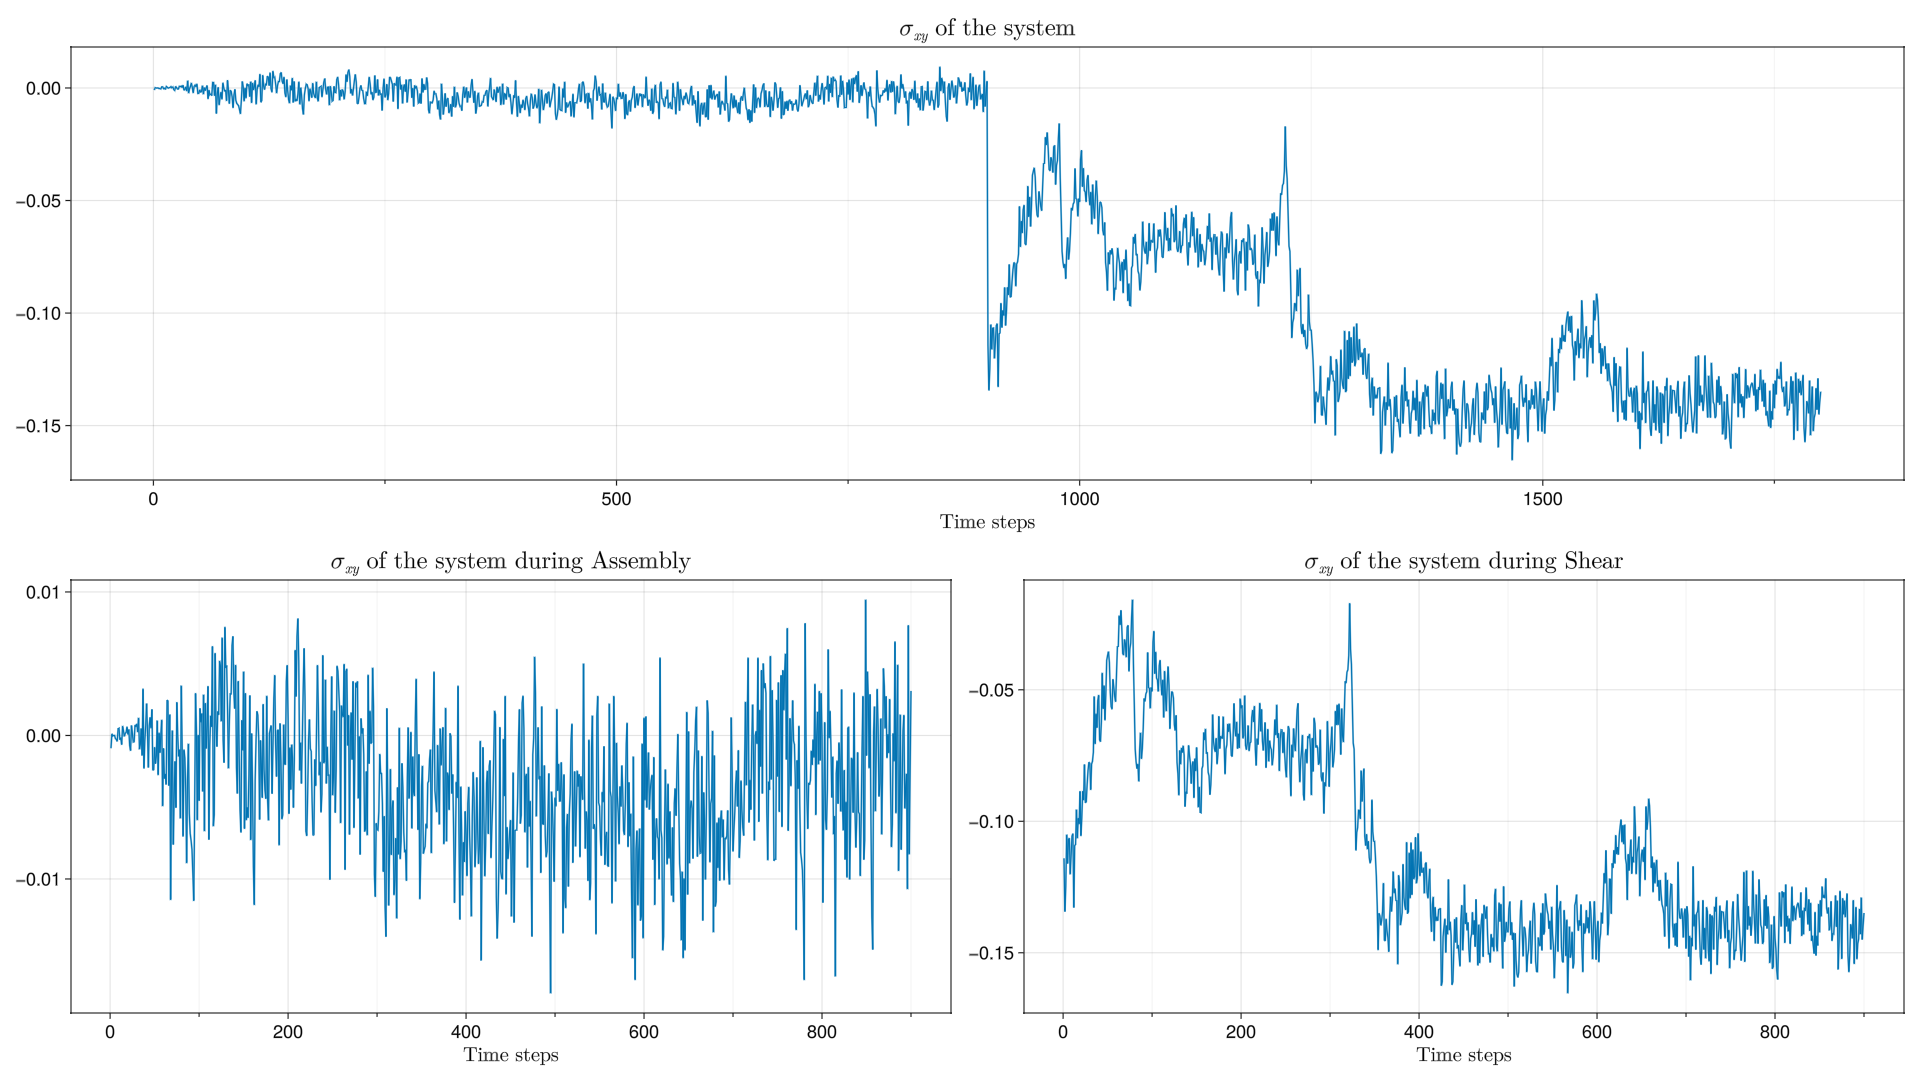 σxy of the system
0.00
−0.05
−0.10
−0.15
0 500 1000 1500
Time steps
σxy of the system during Assembly
0.01
0.00
−0.01
0 200 400 600 800
Time steps
σxy of the system during Shear
−0.05
−0.10
−0.15
0 200 400 600 800
Time steps